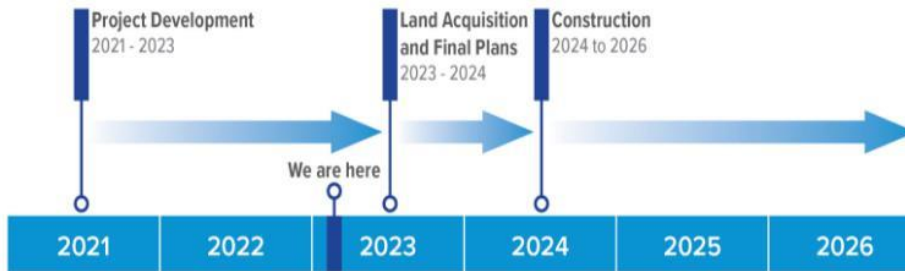 Project Development
2021 - 2023
Land Acquisition
and Final Plans
2023 - 2024
Construction
2024 to 2026
We are here
2021
2022
2023
2024
2025
2026